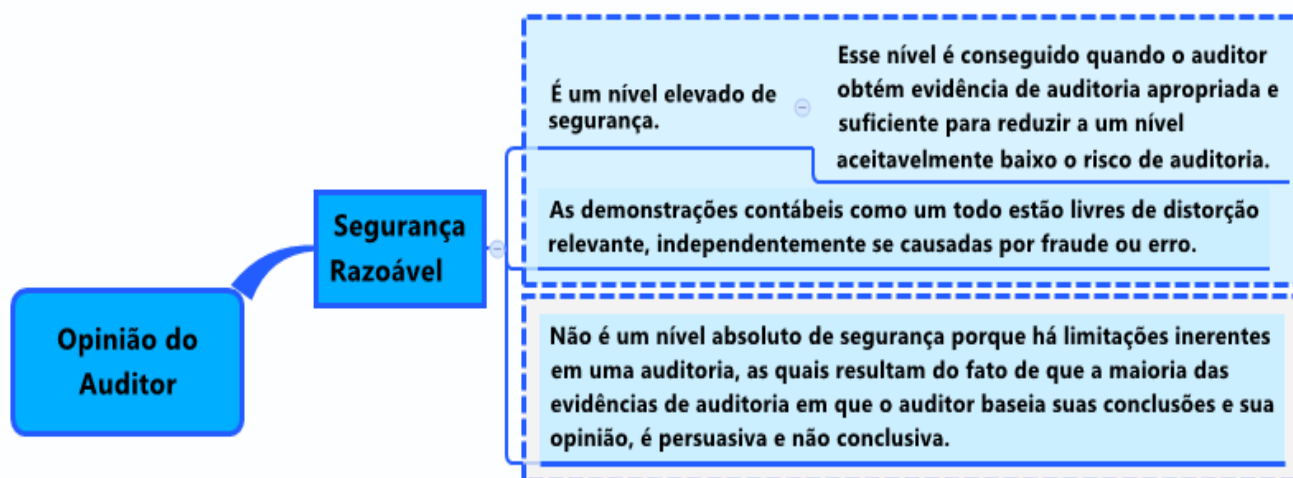 Opinião do
Auditor
Segurança
Razoável
É um nível elevado de
segurança.
Esse nível é conseguido quando o auditor
obtém evidência de auditoria apropriada e
suficiente para reduzir a um nível
aceitavelmente baixo o risco de auditoria.
As demonstrações contábeis como um todo estão livres de distorção
relevante, independentemente se causadas por fraude ou erro.
Não é um nível absoluto de segurança porque há limitações inerentes
em uma auditoria, as quais resultam do fato de que a maioria das
evidências de auditoria em que o auditor baseia suas conclusões e sua
opinião, é persuasiva e não conclusiva.